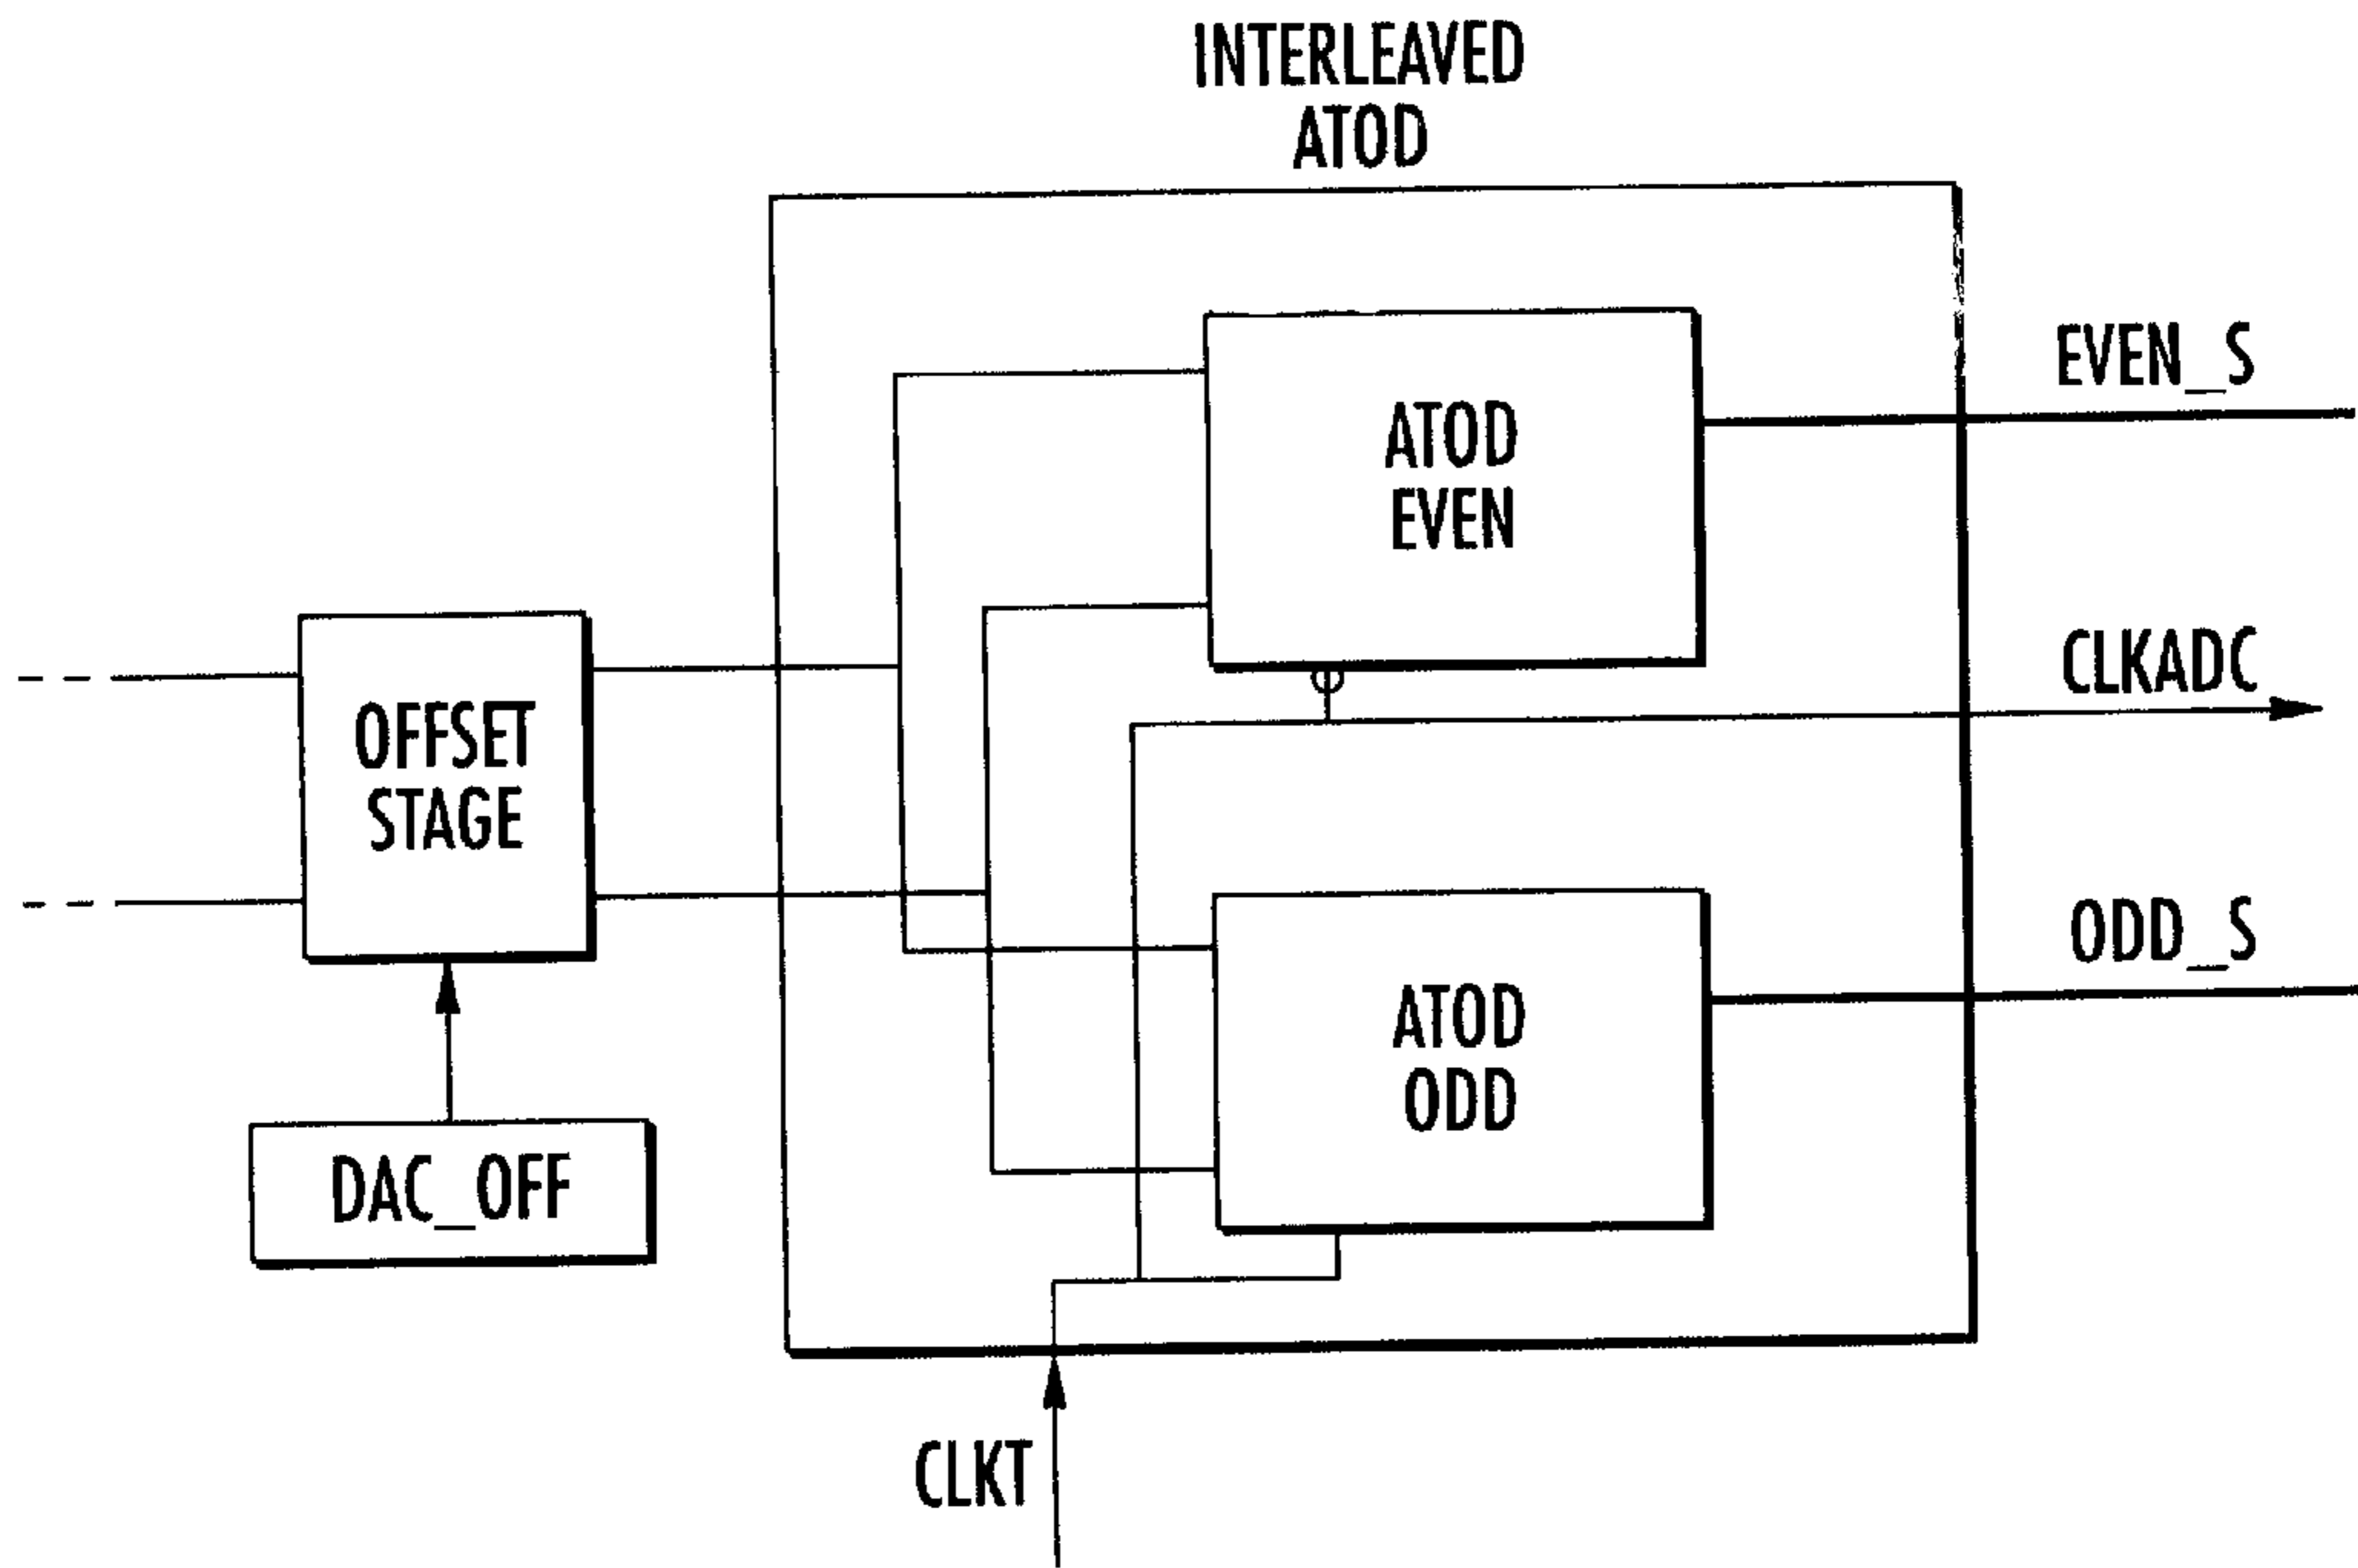 INTERLEAVED
ATOD
ATOD
EVEN
EVEN_S
CLKADC
OFFSET
STAGE
ATOD
ODD
ODD_S
DAC_OFF
CLKT